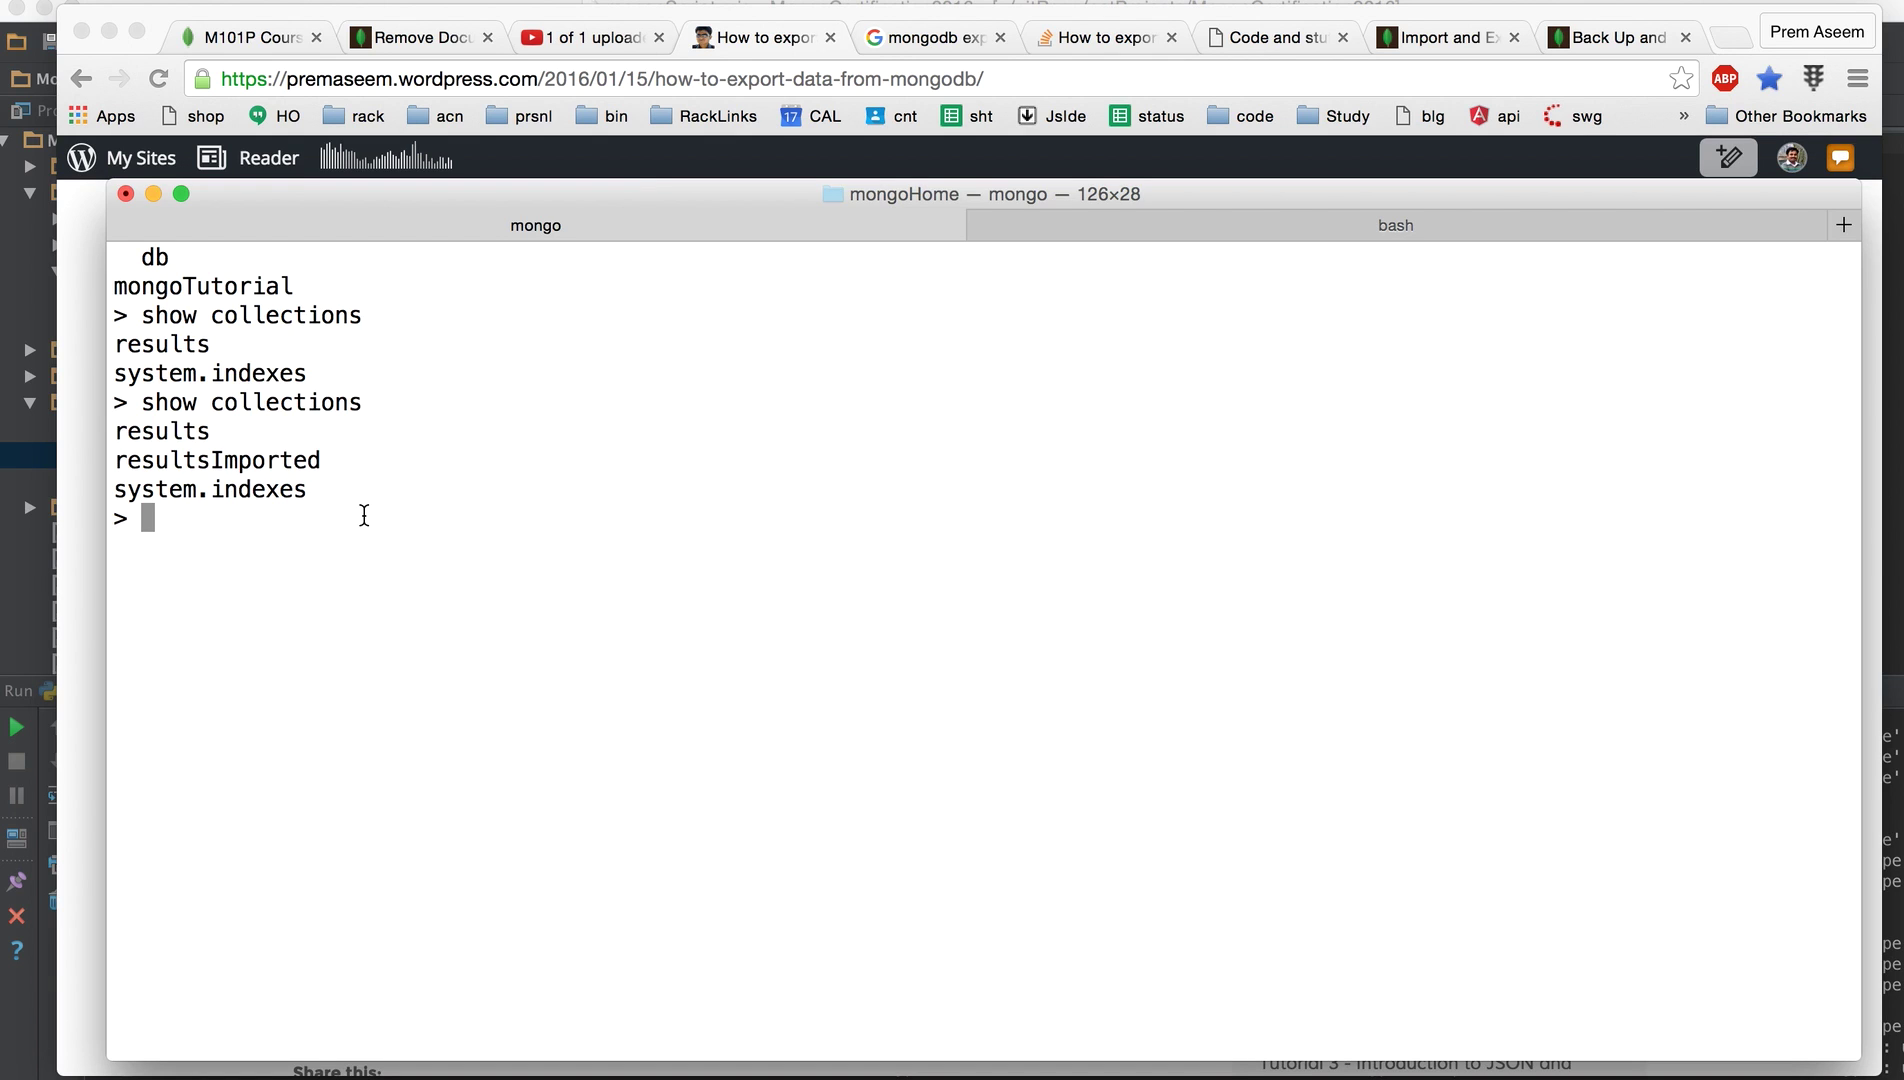 M101P Cours
Remove Docu
1 of 1 upload
How to expor
mongodb exp
How to expor
Code and stu
Import and Ex
Back Up and
Prem Aseem
https://premaseem.wordpress.com/2016/01/15/how-to-export-data-from-mongodb/
ABP
Apps
shop
HO
rack
acn
prsnl
bin
RackLinks
17 CAL
cnt
sht
JsIde
status
code
Study
blg
api
swg
»
Other Bookmarks
My Sites
Reader
mongoHome — mongo — 126×28
mongo
bash
db
mongoTutorial
> show collections
results
system.indexes
> show collections
results
resultsImported
system.indexes
>
Run
Share this:
Tutorial 3 - Introduction to JSON and